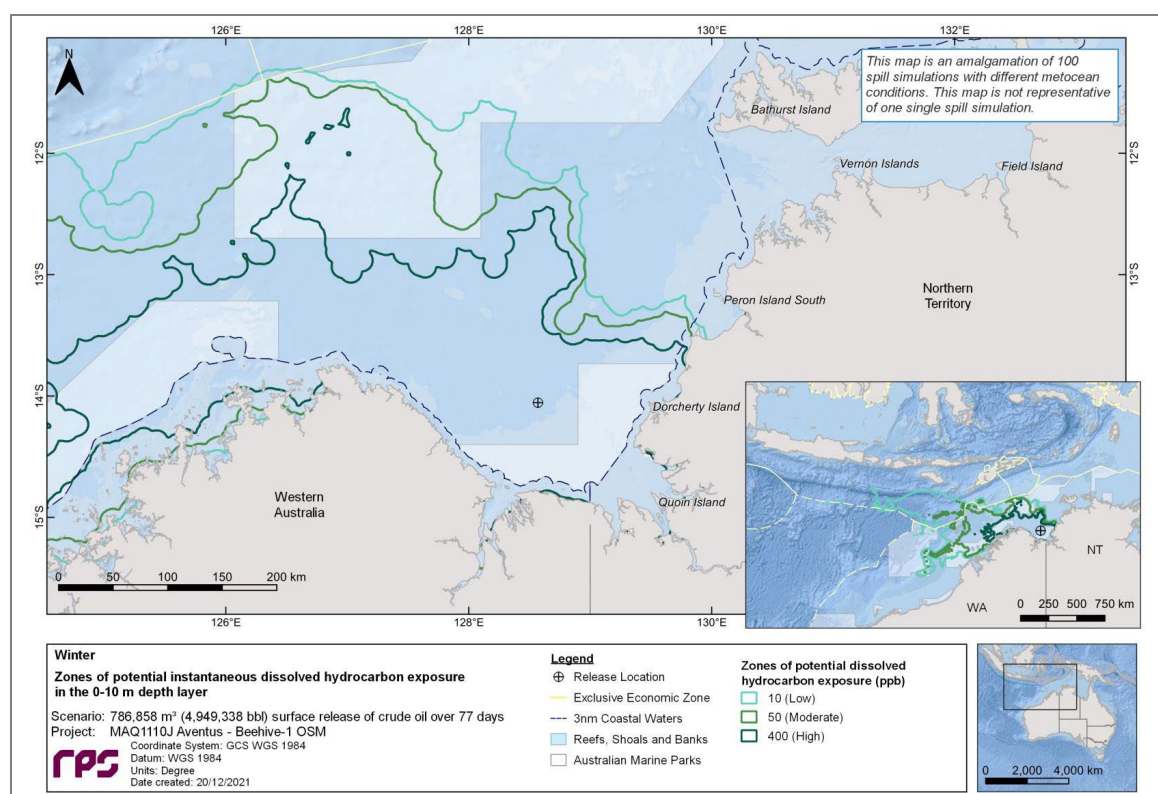 126°E
128°E
130°E
132°E
N
This map is an amalgamation of 100
spill simulations with different metocean
conditions. This map is not representative
of one single spill simulation.
Bathurst Island
12°S
Vernon Islands
Field Island
12°S
13°S
13°S
Peron Island South
Northern
Territory
14°S
Dorcherty Island
Western
Australia
Quoin Island
15°S
0 50 100 150 200 km
126°E
128°E
130°E
NT
WA
0 250 500 750 km
Winter
Zones of potential instantaneous dissolved hydrocarbon exposure
in the 0-10 m depth layer
Scenario: 786,858 m³ (4,949,338 bbl) surface release of crude oil over 77 days
Project: MAQ1110J Aventus - Beehive-1 OSM
rps
Coordinate System: GCS WGS 1984
Datum: WGS 1984
Units: Degree
Date created: 20/12/2021
Legend
Release Location
Exclusive Economic Zone
3nm Coastal Waters
Reefs, Shoals and Banks
Australian Marine Parks
Zones of potential dissolved
hydrocarbon exposure (ppb)
10 (Low)
50 (Moderate)
400 (High)
0 2,000 4,000 km